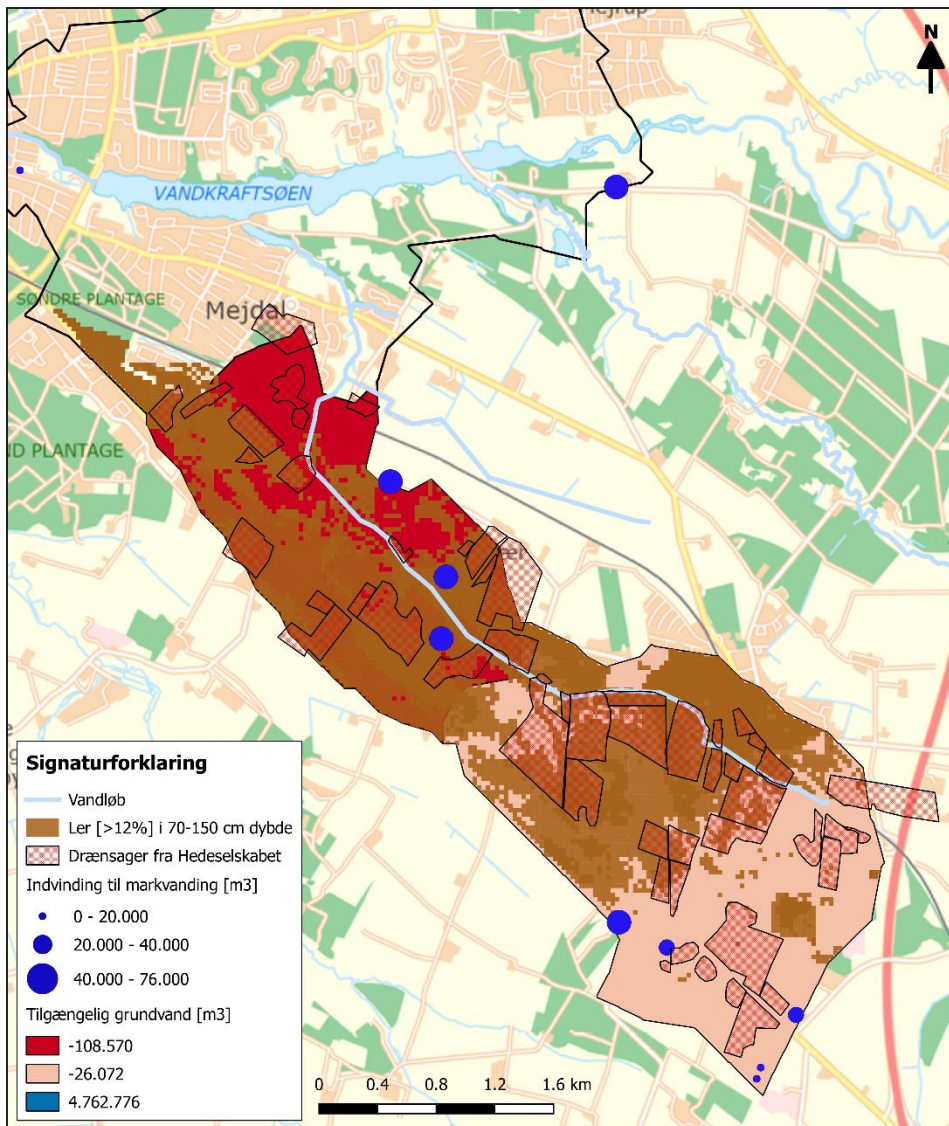 N
VANDKRAFTSØEN
SØNDRE PLANTAGE
Mejdal
ND PLANTAGE
Signaturforklaring
Vandløb
Ler [>12%] i 70-150 cm dybde
Drænsager fra Hedeselskabet
Indvinding til markvanding [m3]
0 - 20.000
20.000 - 40.000
40.000 - 76.000
Tilgængelig grundvand [m3]
-108.570
-26.072
4.762.776
0 0.4 0.8 1.2 1.6 km